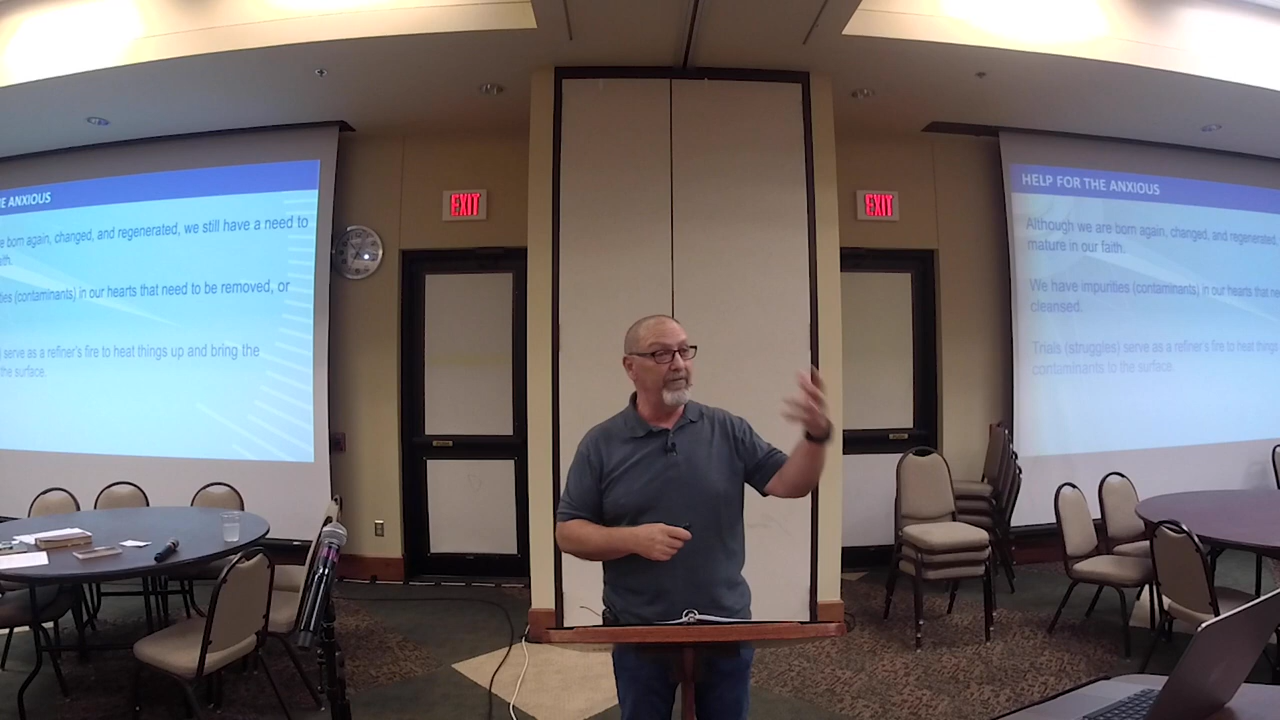 E ANXIOUS
e born again, changed, and regenerated, we still have a need to
ith.
ties (contaminants) in our hearts that need to be removed, or
) serve as a refiner's fire to heat things up and bring the
the surface.
EXIT
EXIT
HELP FOR THE ANXIOUS
Although we are born again, changed, and regenerated,
mature in our faith.
We have impurities (contaminants) in our hearts that ne
cleansed.
Trials (struggles) serve as a refiner's fire to heat things
contaminants to the surface.